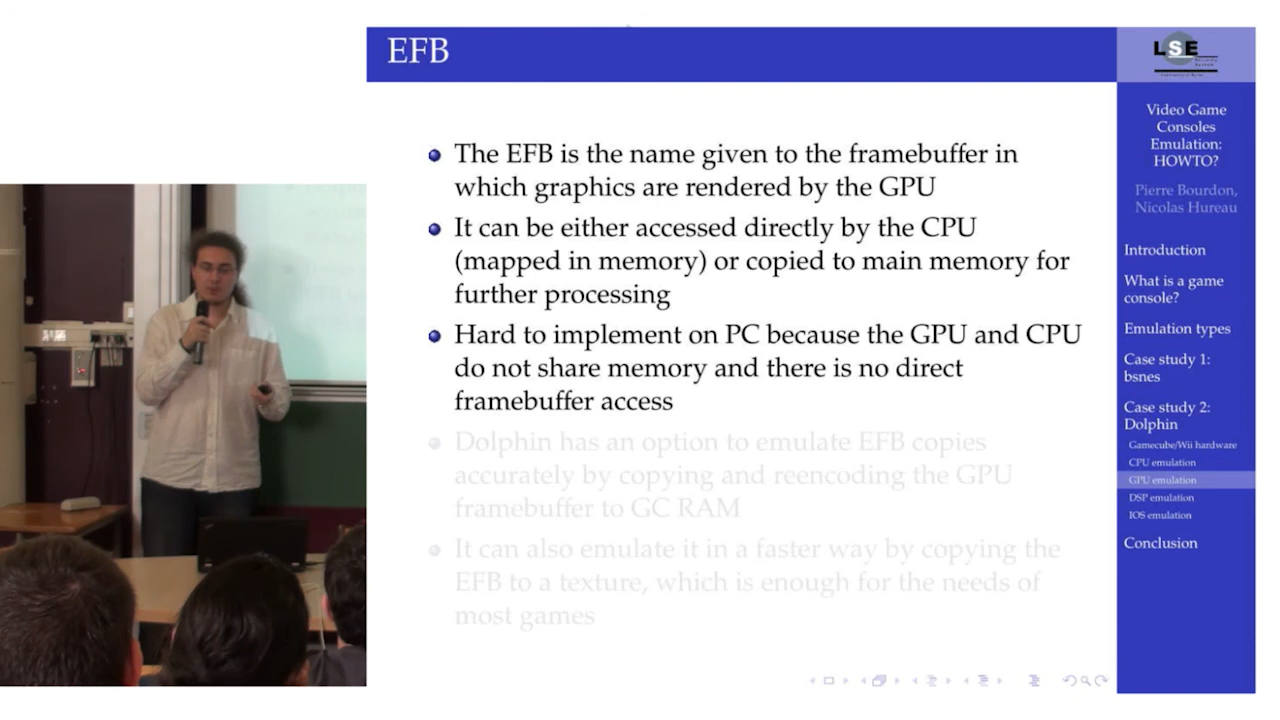 EFB
The EFB is the name given to the framebuffer in
which graphics are rendered by the GPU
It can be either accessed directly by the CPU
(mapped in memory) or copied to main memory for
further processing
Hard to implement on PC because the GPU and CPU
do not share memory and there is no direct
framebuffer access
Dolphin has an option to emulate EFB copies
accurately by copying and reencoding the GPU
framebuffer to GC RAM
It can also emulate it in a faster way by copying the
EFB to a texture, which is enough for the needs of
most games
LSE
Video Game
Consoles
Emulation:
HOWTO?
Pierre Bourdon,
Nicolas Hureau
Introduction
What is a game
console?
Emulation types
Case study 1:
bsnes
Case study 2:
Dolphin
Gamecube/Wii hardware
CPU emulation
GPU emulation
DSP emulation
IOS emulation
Conclusion